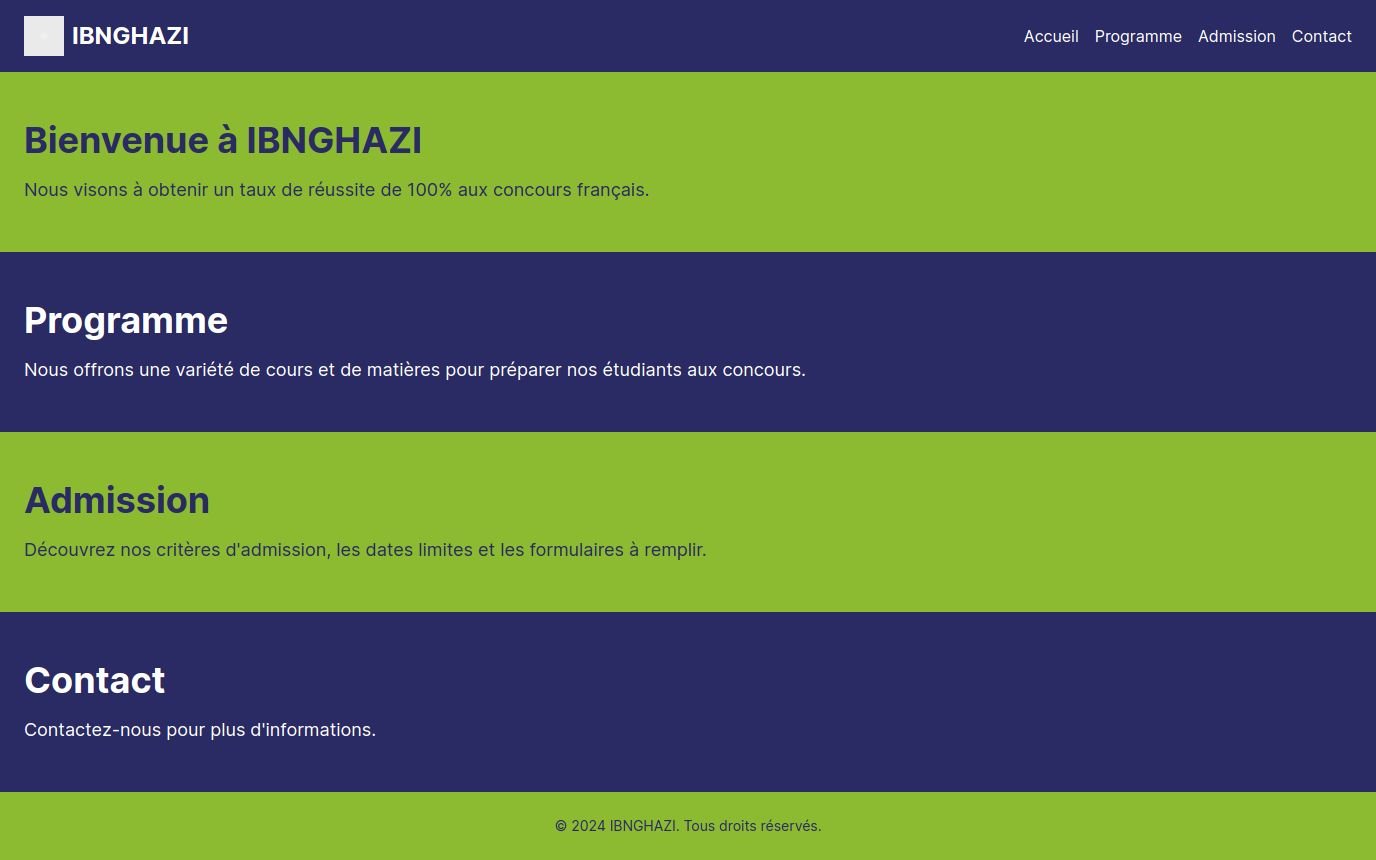 IBNGHAZI
Accueil Programme Admission Contact
Bienvenue à IBNGHAZI
Nous visons à obtenir un taux de réussite de 100% aux concours français.
Programme
Nous offrons une variété de cours et de matières pour préparer nos étudiants aux concours.
Admission
Découvrez nos critères d'admission, les dates limites et les formulaires à remplir.
Contact
Contactez-nous pour plus d'informations.
© 2024 IBNGHAZI. Tous droits réservés.